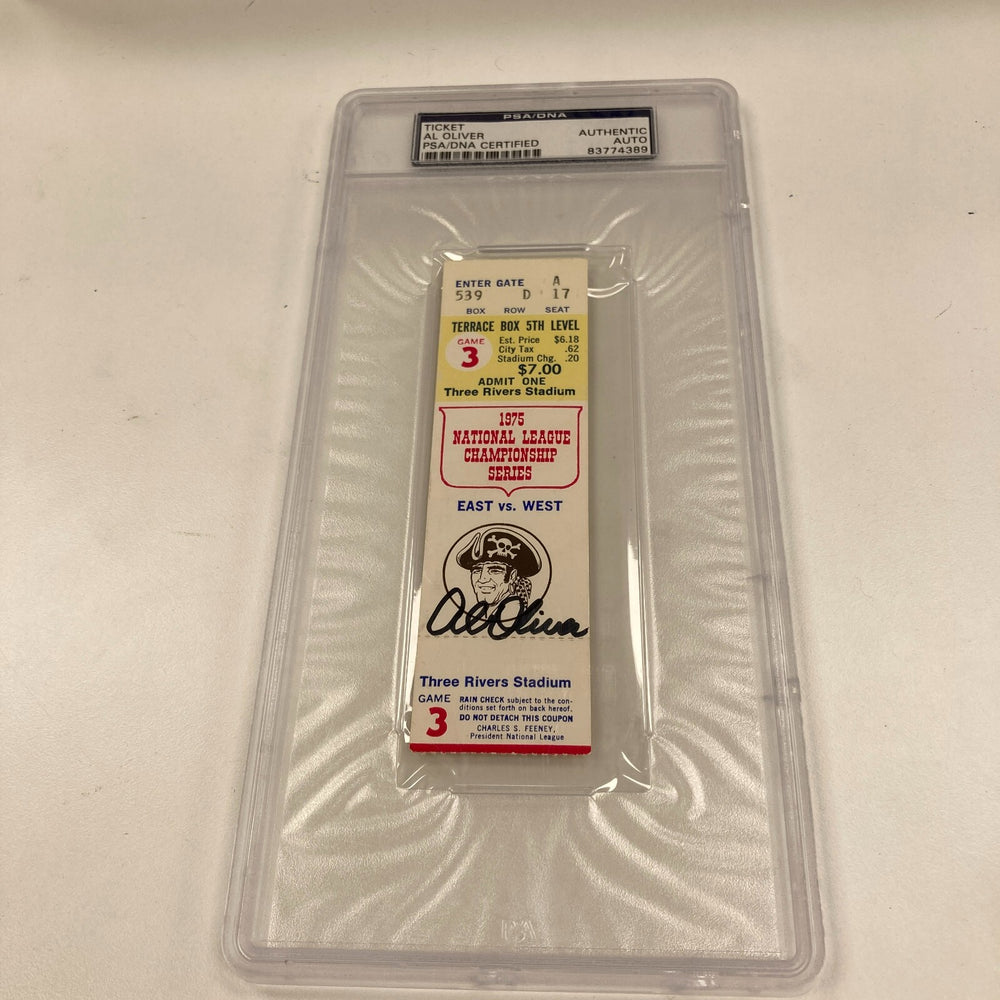 PSA/DNA
TICKET
AL OLIVER
PSA/DNA CERTIFIED
AUTHENTIC
AUTO
83774389
ENTER GATE A
539 D 17
BOX ROW SEAT
TERRACE BOX 5TH LEVEL
GAME
3
Est. Price $6.18
City Tax .62
Stadium Chg. .20
$7.00
ADMIT ONE
Three Rivers Stadium
1975
NATIONAL LEAGUE
CHAMPIONSHIP
SERIES
EAST vs. WEST
Al Oliver
Three Rivers Stadium
GAME
3
RAIN CHECK subject to the con-
ditions set forth on back hereof.
DO NOT DETACH THIS COUPON
CHARLES S. FEENEY,
President National League
PSA